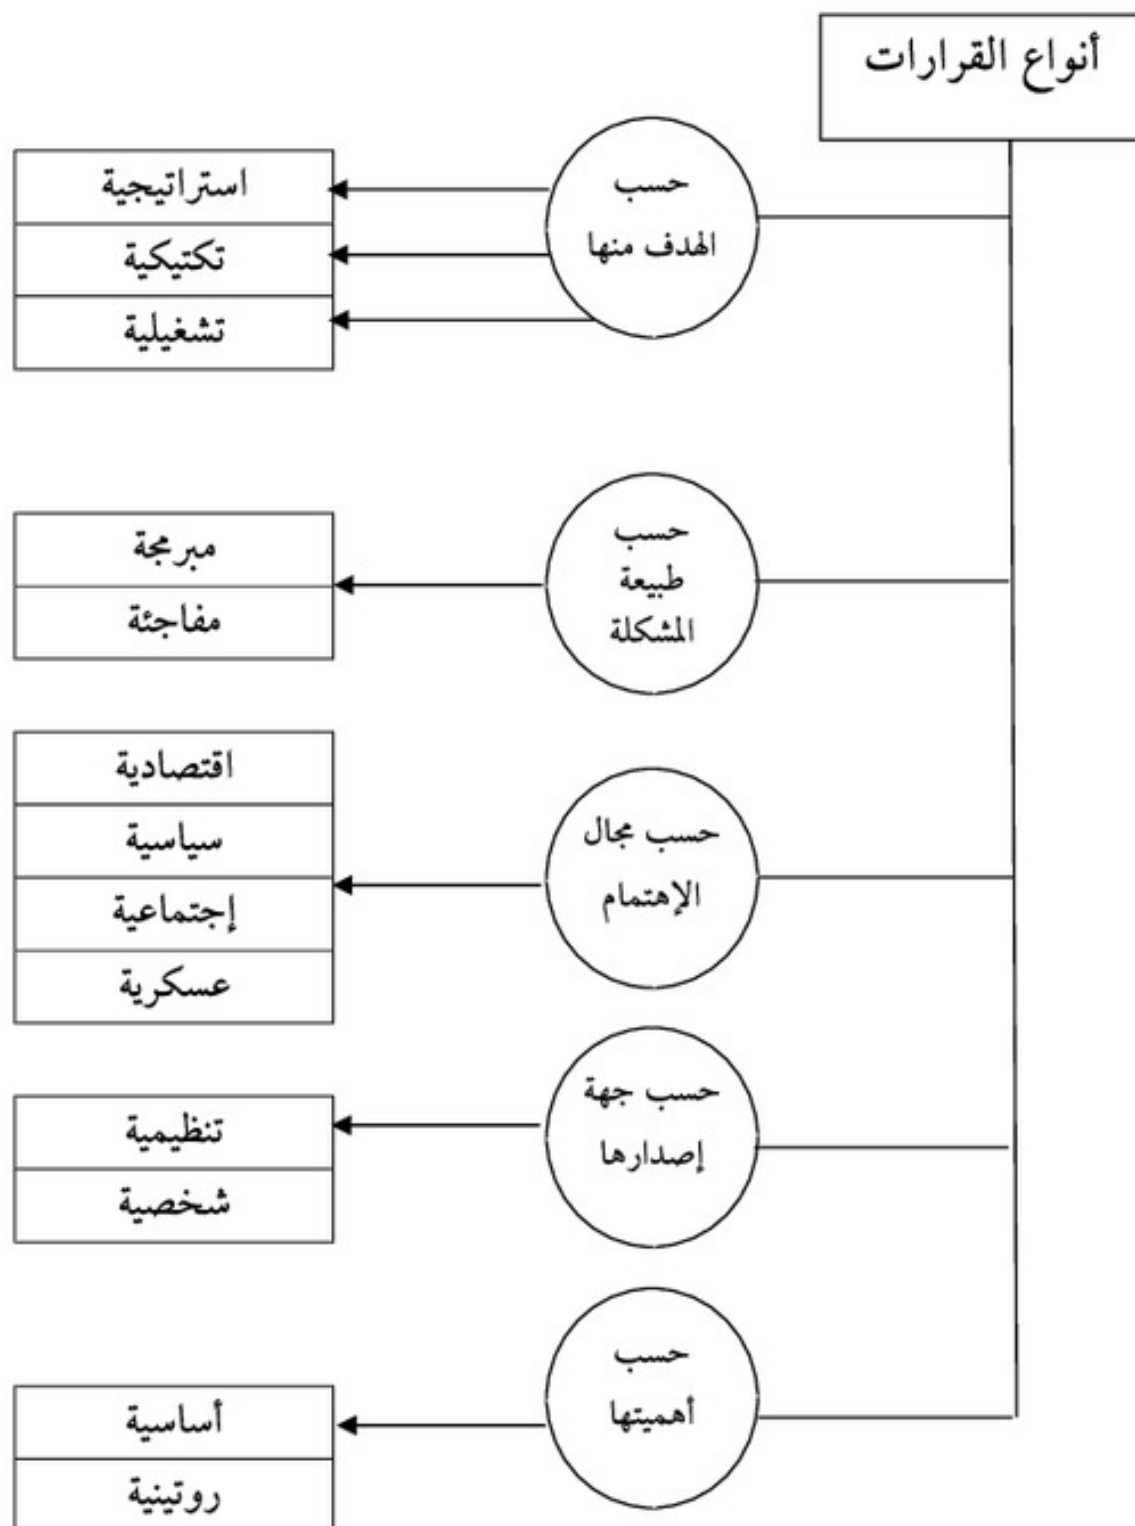 أنواع القرارات
حسب
الهدف منها
استراتيجية
تكتيكية
تشغيلية
حسب
طبيعة
المشكلة
مبرمجة
مفاجئة
حسب مجال
الإهتمام
اقتصادية
سياسية
إجتماعية
عسكرية
حسب جهة
إصدارها
تنظيمية
شخصية
حسب
أهميتها
أساسية
روتينية